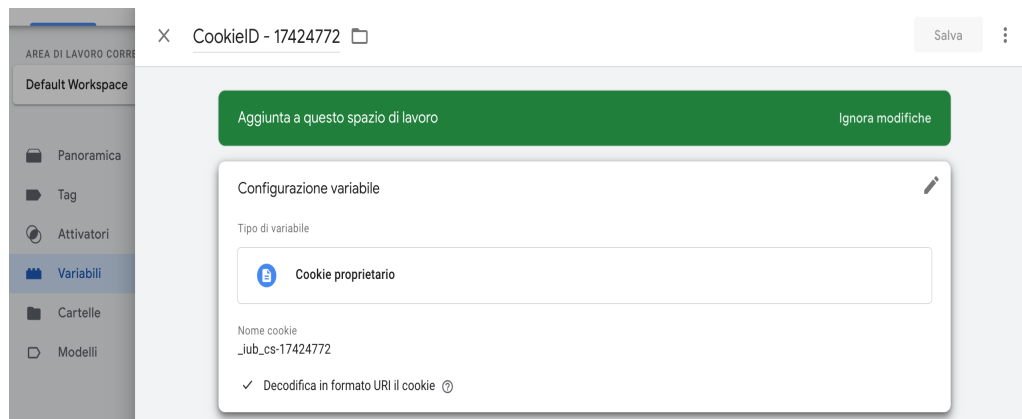 CookieID - 17424772
Salva
AREA DI LAVORO CORRE
Default Workspace
Panoramica
Tag
Attivatori
Variabili
Cartelle
Modelli
Aggiunta a questo spazio di lavoro
Ignora modifiche
Configurazione variabile
Tipo di variabile
Cookie proprietario
Nome cookie
_iub_cs-17424772
Decodifica in formato URI il cookie